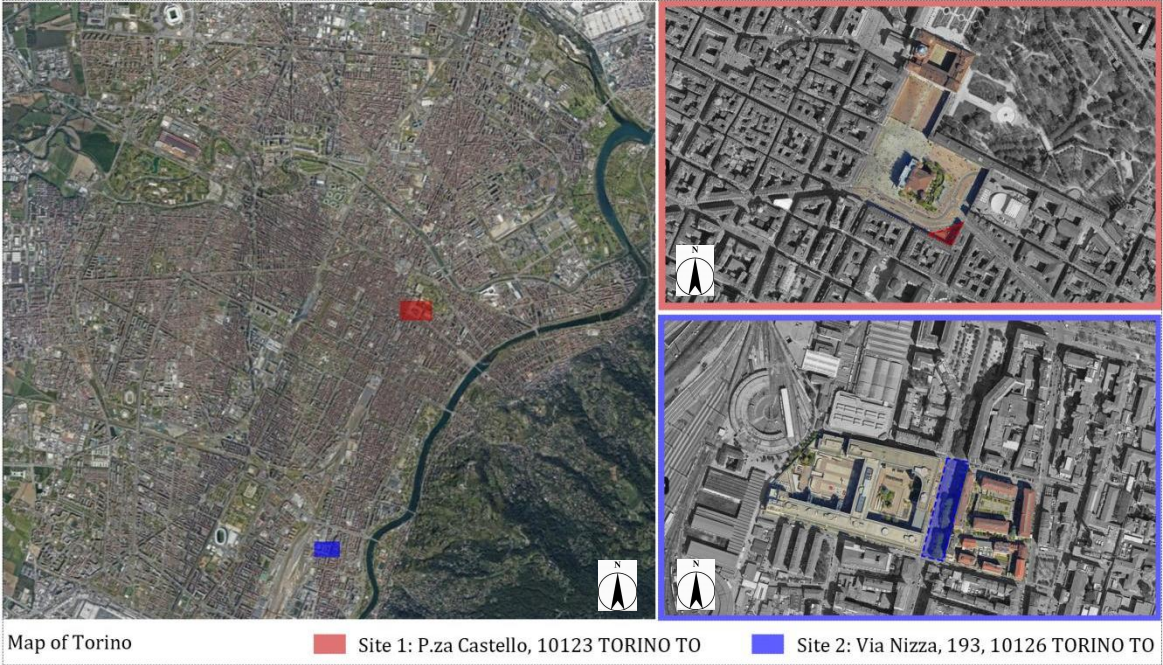 N
N
N
Map of Torino
Site 1: P.za Castello, 10123 TORINO TO
Site 2: Via Nizza, 193, 10126 TORINO TO